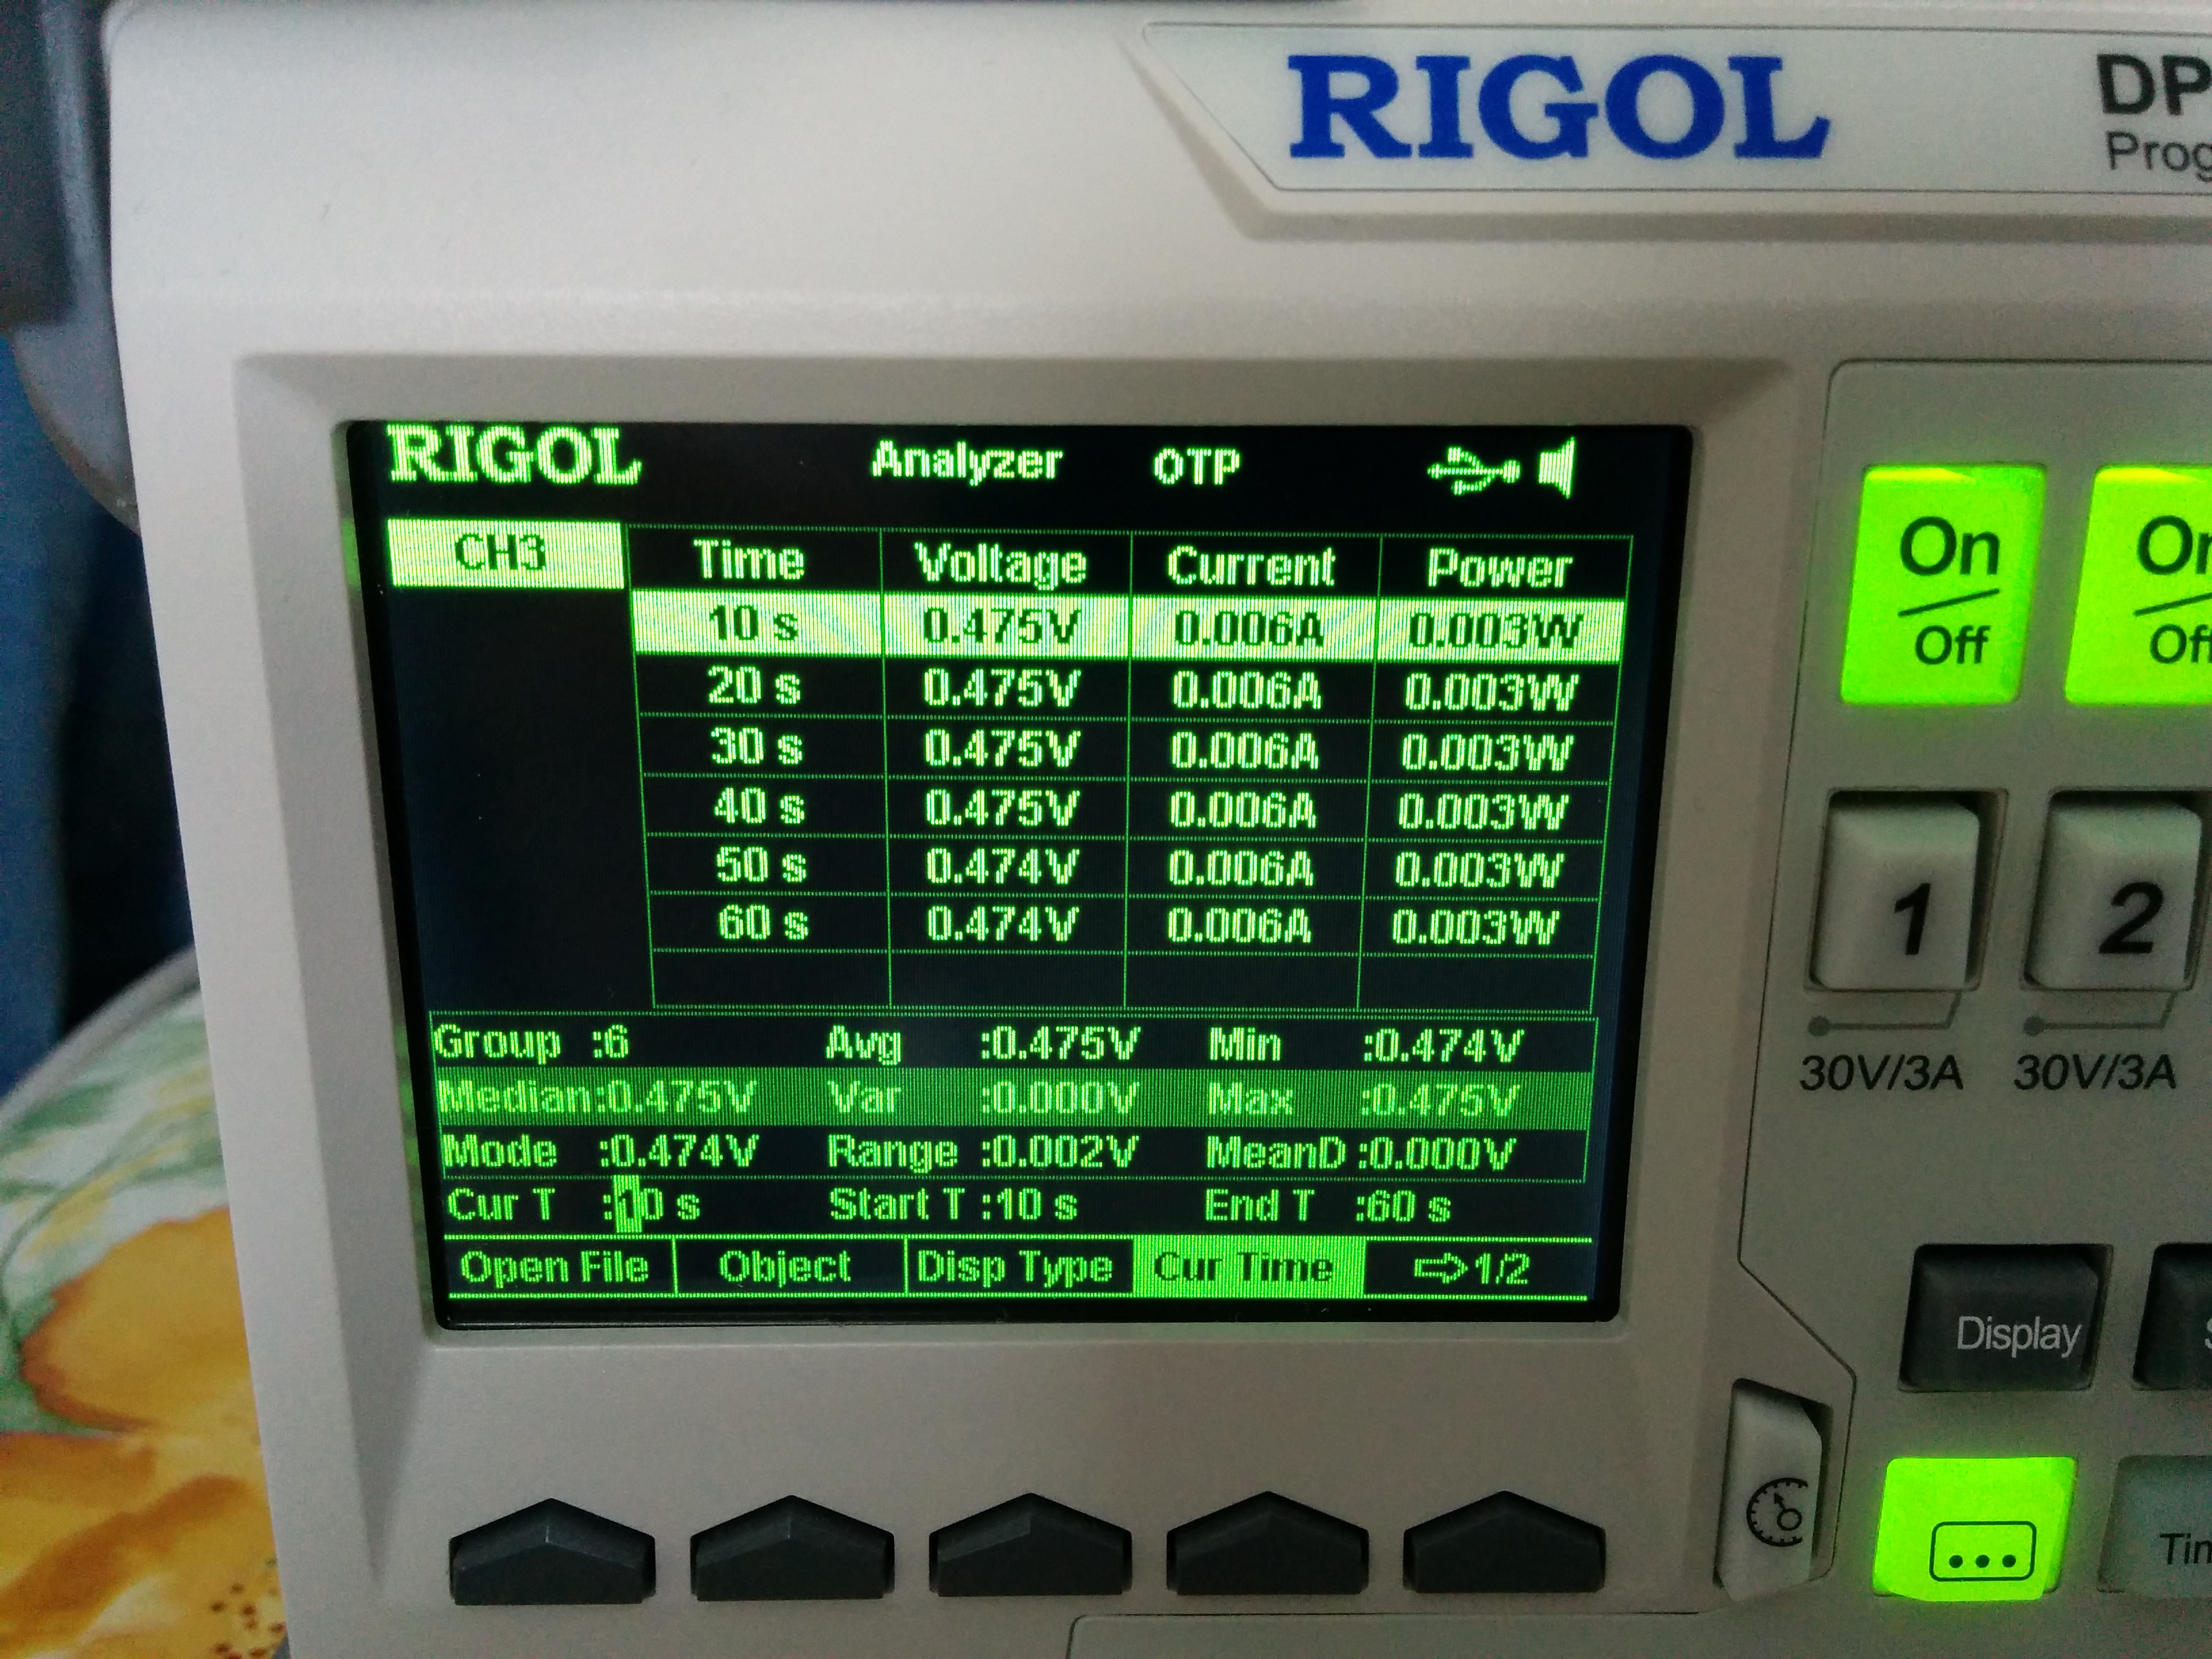 RIGOL
DP
Prog
RIGOL Analyzer OTP
CH3 Time Voltage Current Power
10 s 0.475V 0.006A 0.003W
20 s 0.475V 0.006A 0.003W
30 s 0.475V 0.006A 0.003W
40 s 0.475V 0.006A 0.003W
50 s 0.474V 0.006A 0.003W
60 s 0.474V 0.006A 0.003W
Group :6 Avg :0.475V Min :0.474V
Median:0.475V Var :0.000V Max :0.475V
Mode :0.474V Range :0.002V MeanD :0.000V
Cur T :10 s Start T :10 s End T :60 s
Open File Object Disp Type Cur Time 1/2
On Off
On Off
1 2
30V/3A 30V/3A
Display S
Tim